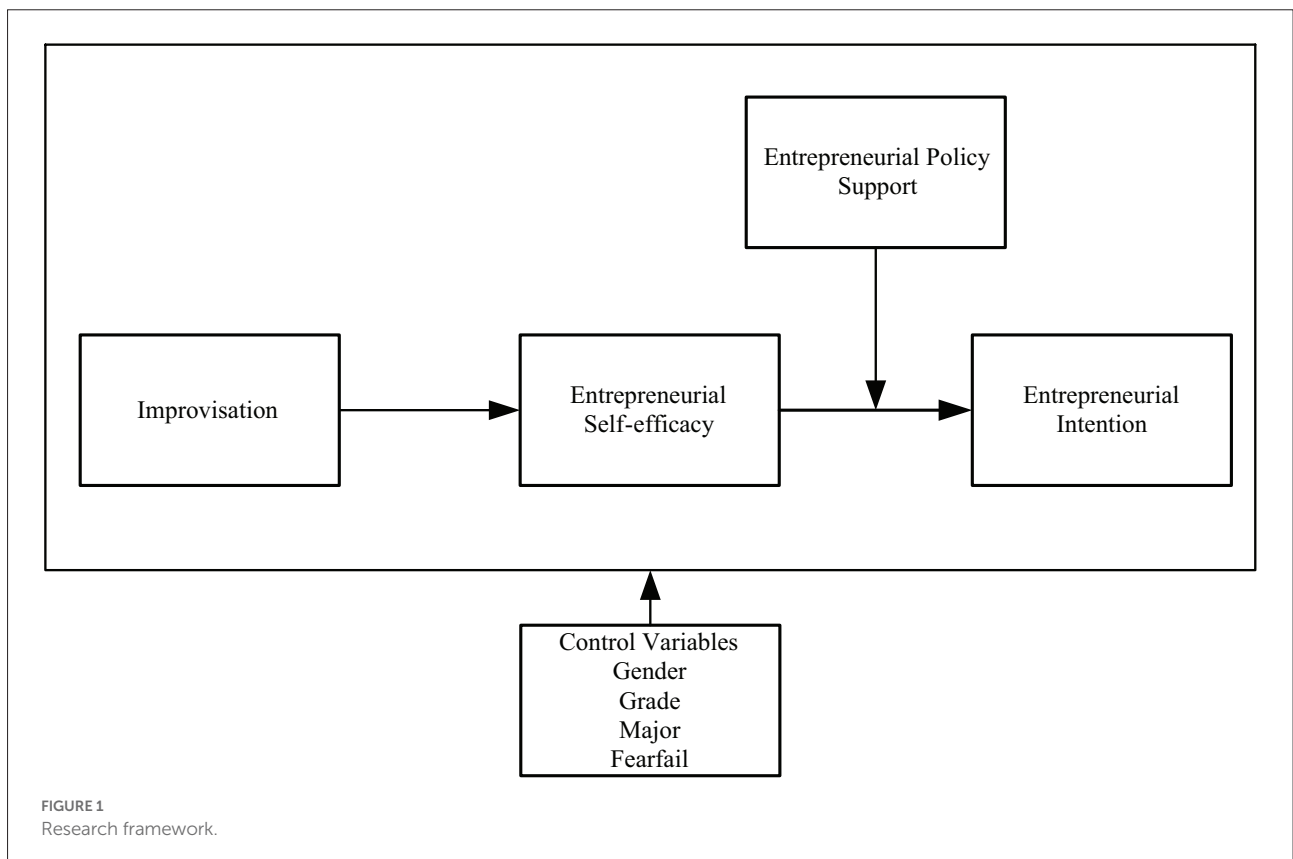 Entrepreneurial Policy
Support
Improvisation
Entrepreneurial
Self-efficacy
Entrepreneurial
Intention
Control Variables
Gender
Grade
Major
Fearfail
FIGURE 1
Research framework.